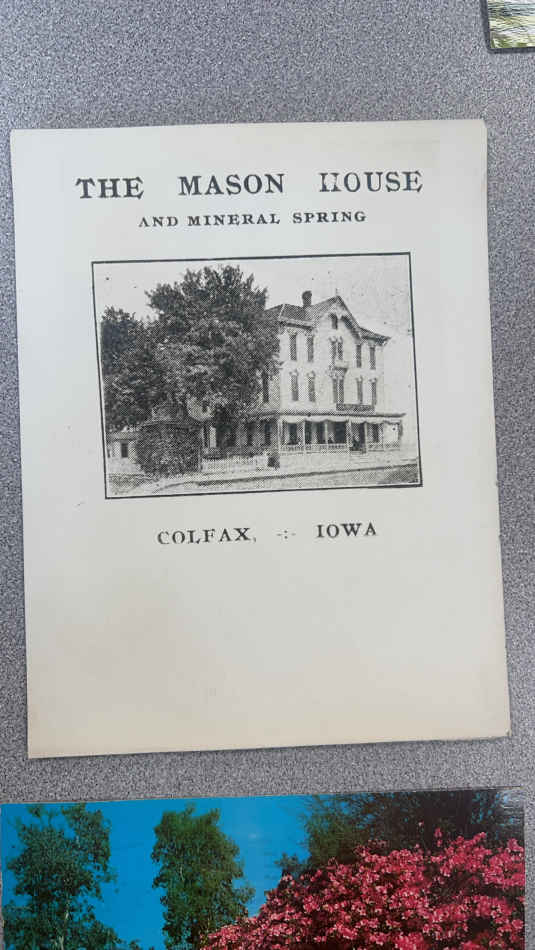 THE MASON HOUSE
AND MINERAL SPRING
COLFAX, -:- IOWA